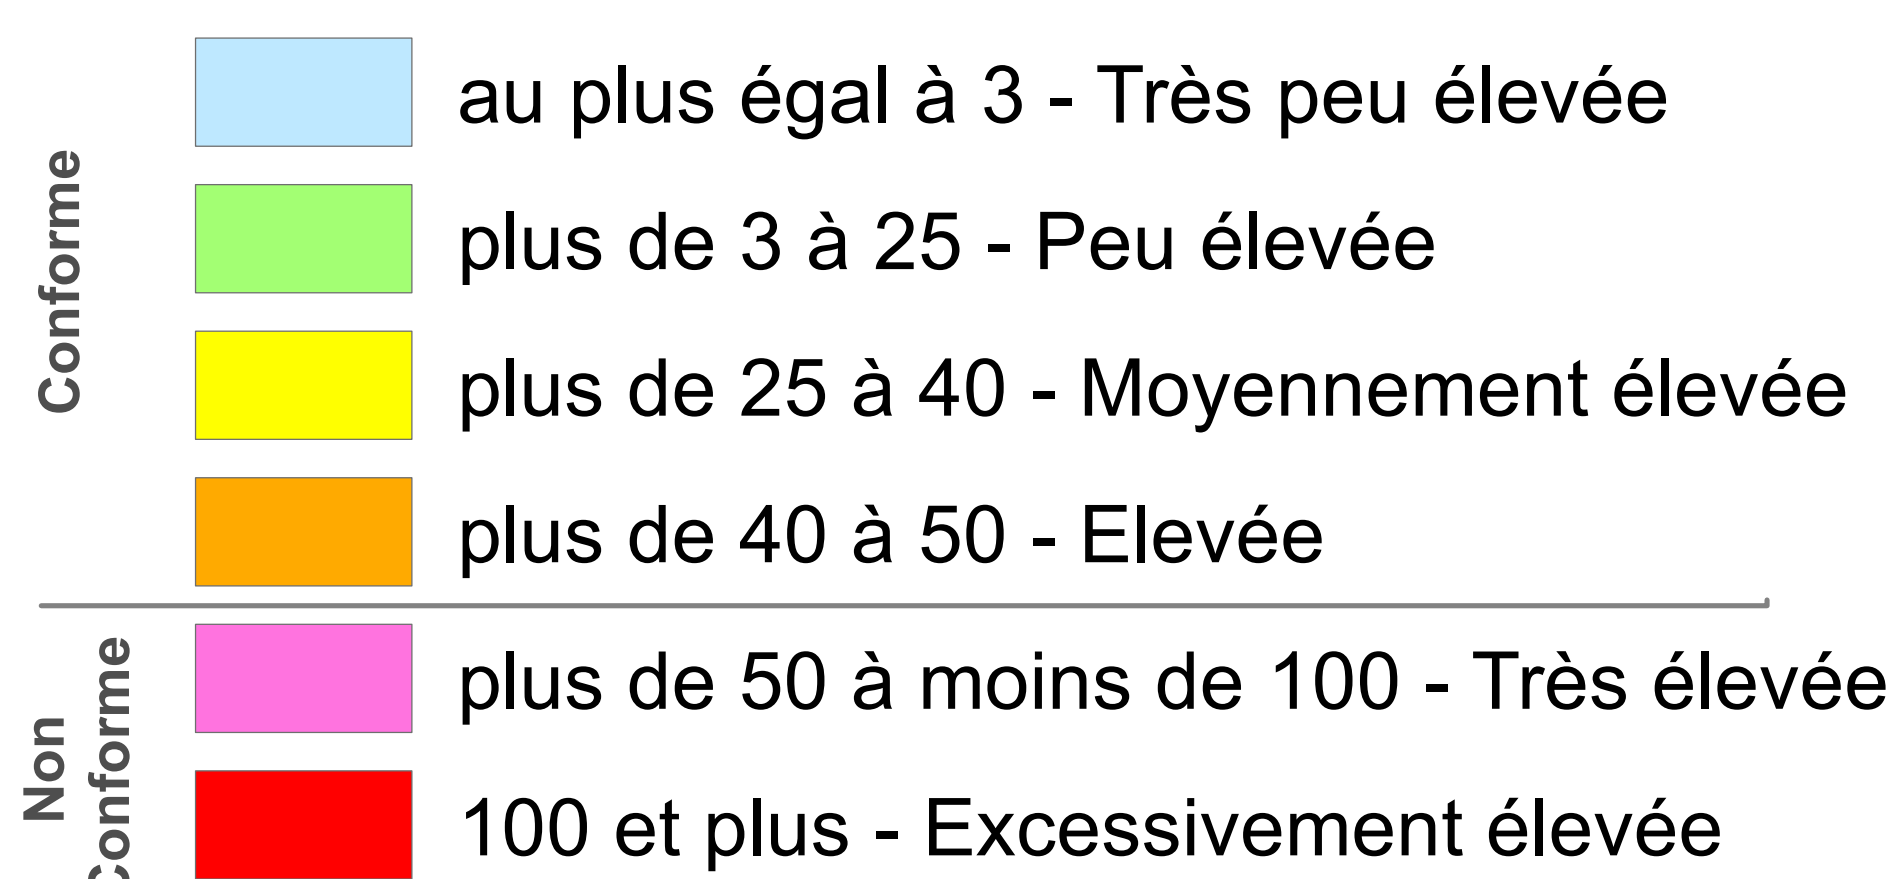 Conforme
au plus égal à 3 - Très peu élevée
plus de 3 à 25 - Peu élevée
plus de 25 à 40 - Moyennement élevée
plus de 40 à 50 - Elevée
Non
Conforme
plus de 50 à moins de 100 - Très élevée
100 et plus - Excessivement élevée